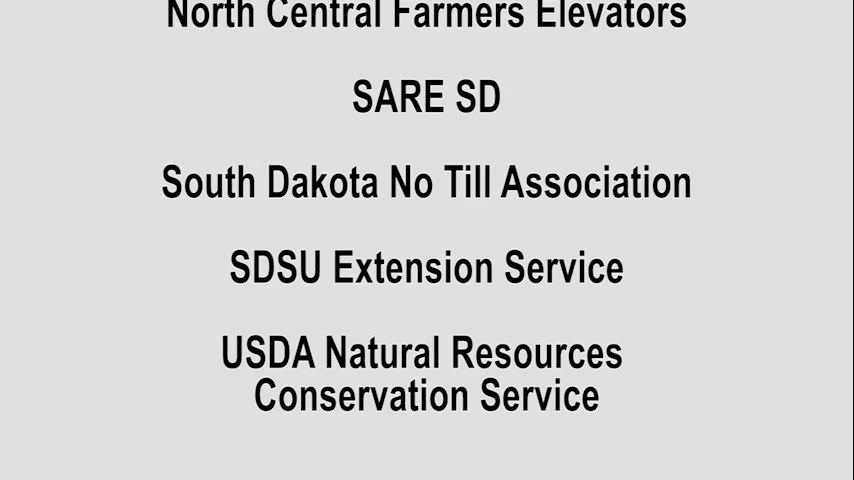 North Central Farmers Elevators
SARE SD
South Dakota No Till Association
SDSU Extension Service
USDA Natural Resources
Conservation Service